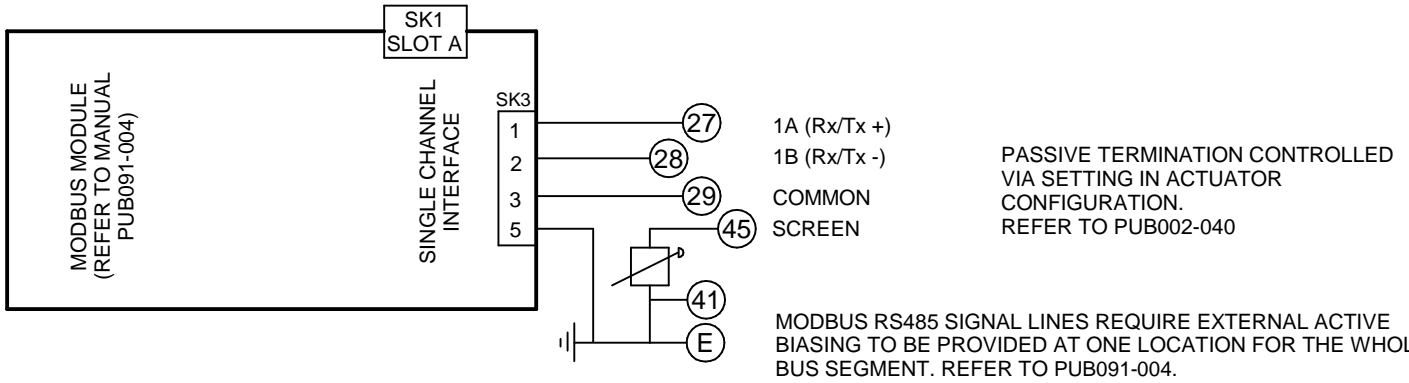 SK1
SLOT A
MODBUS MODULE
(REFER TO MANUAL
PUB091-004)
SINGLE CHANNEL
INTERFACE
SK3
1
2
3
5
27
1A (Rx/Tx +)
28
1B (Rx/Tx -)
29
COMMON
45
SCREEN
41
E
PASSIVE TERMINATION CONTROLLED
VIA SETTING IN ACTUATOR
CONFIGURATION.
REFER TO PUB002-040
MODBUS RS485 SIGNAL LINES REQUIRE EXTERNAL ACTIVE
BIASING TO BE PROVIDED AT ONE LOCATION FOR THE WHOL
BUS SEGMENT. REFER TO PUB091-004.